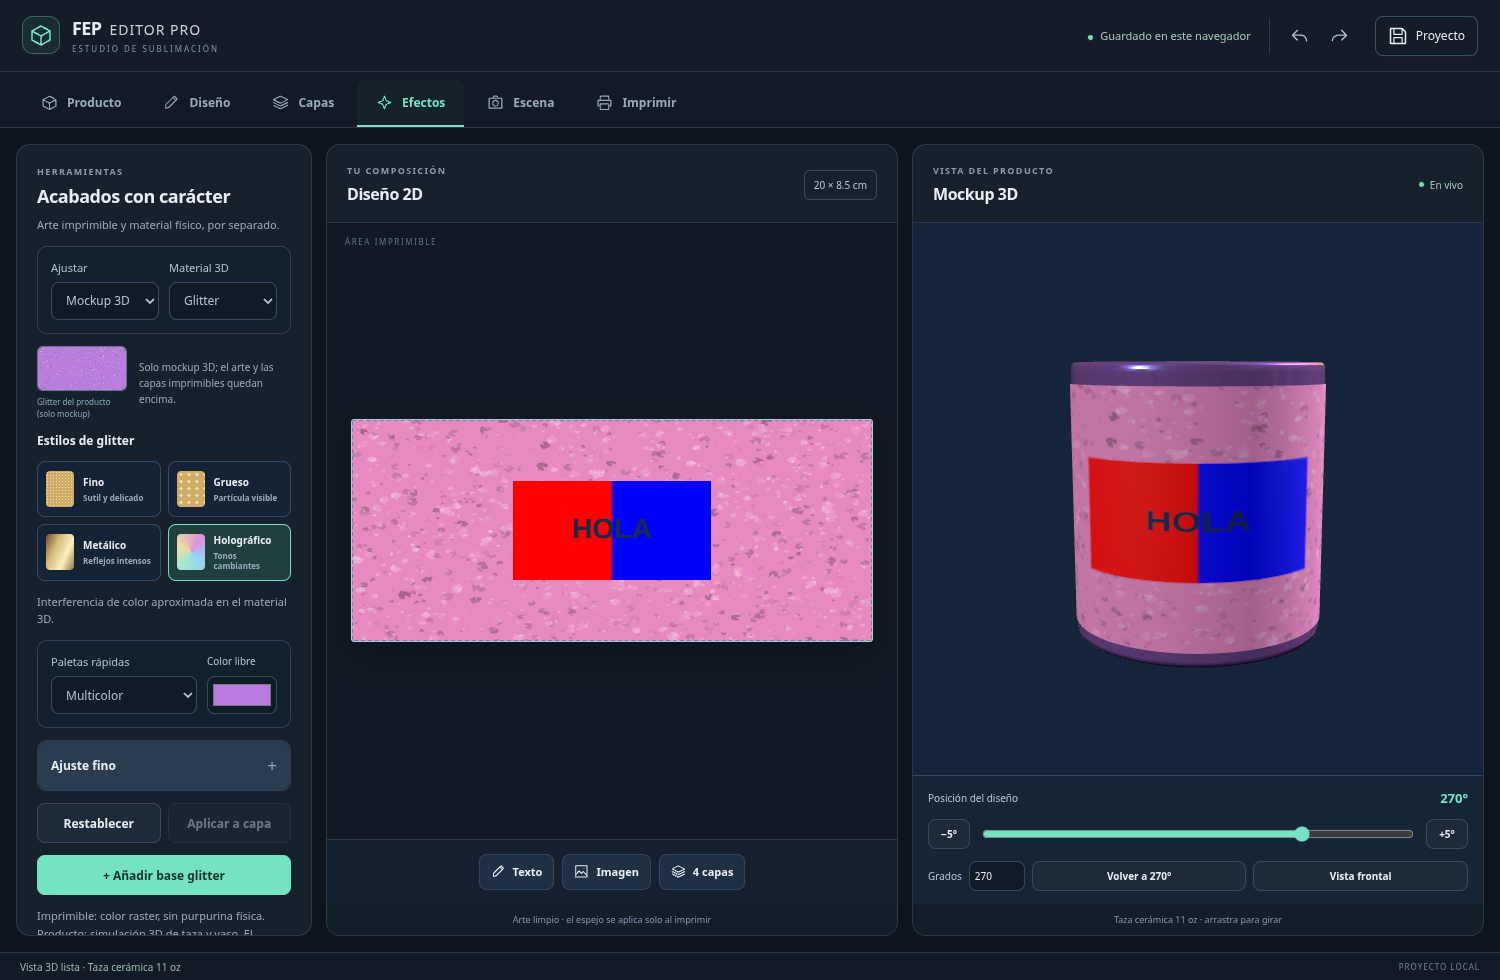 FEP EDITOR PRO
ESTUDIO DE SUBLIMACIÓN
Guardado en este navegador
Proyecto
Producto
Diseño
Capas
Efectos
Escena
Imprimir
HERRAMIENTAS
Acabados con carácter
Arte imprimible y material físico, por separado.
Ajustar
Material 3D
Mockup 3D
Glitter
Glitter del producto
(solo mockup)
Solo mockup 3D; el arte y las
capas imprimibles quedan
encima.
Estilos de glitter
Fino
Sutil y delicado
Grueso
Partícula visible
Metálico
Reflejos intensos
Holográfico
Tonos
cambiantes
Interferencia de color aproximada en el material
3D.
Paletas rápidas
Color libre
Multicolor
Ajuste fino
+
Restablecer
Aplicar a capa
+ Añadir base glitter
Imprimible: color raster, sin purpurina física.
Producto: simulación 3D de taza y vaso. El
TU COMPOSICIÓN
Diseño 2D
20 × 8.5 cm
ÁREA IMPRIMIBLE
HOLA
Texto
Imagen
4 capas
Arte limpio · el espejo se aplica solo al imprimir
VISTA DEL PRODUCTO
Mockup 3D
En vivo
HOLA
Posición del diseño
270°
−5°
+5°
Grados
270
Volver a 270°
Vista frontal
Taza cerámica 11 oz · arrastra para girar
Vista 3D lista · Taza cerámica 11 oz
PROYECTO LOCAL